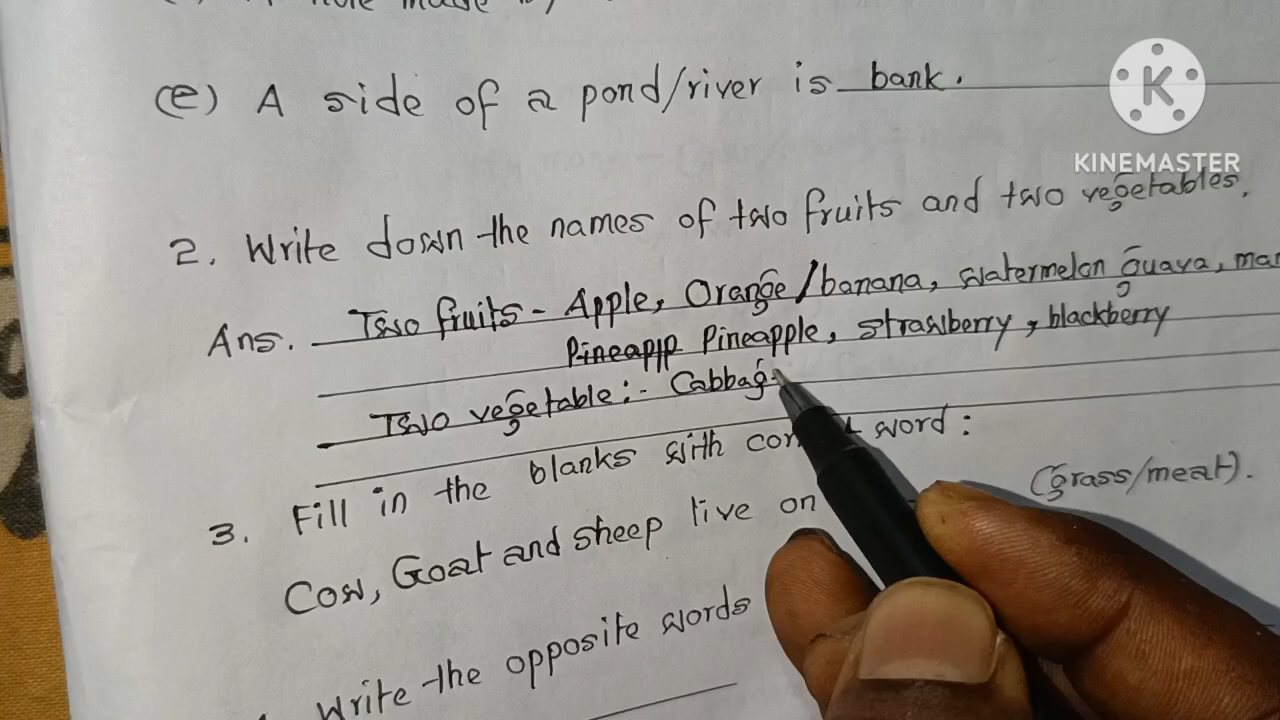 (e) A side of a pond/river is bank.
KINEMASTER
2. Write down the names of two fruits and two vegetables.
Ans. Two fruits - Apple, Orange/banana, watermelon guava, man
Pineapp Pineapple, strawberry, blackberry
Two vegetable:- Cabbag
3. Fill in the blanks with word:
Cow, Goat and sheep live on (grass/meat).
Write the opposite words